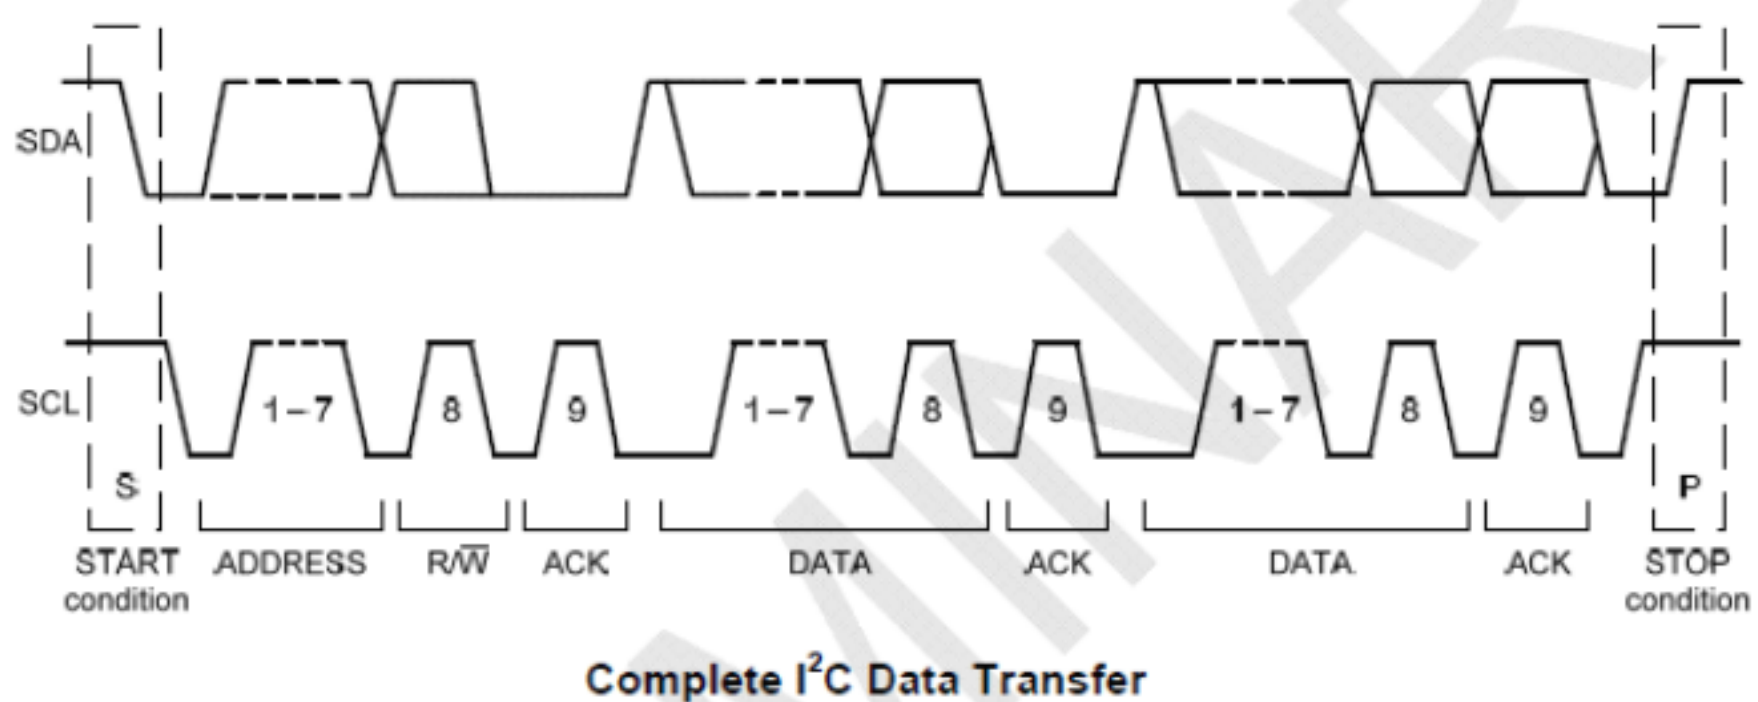 SDA
SCL
1–7 8 9 1–7 8 9 1–7 8 9
S P
START condition
ADDRESS
R/W̅
ACK
DATA
ACK
DATA
ACK
STOP condition
Complete I²C Data Transfer